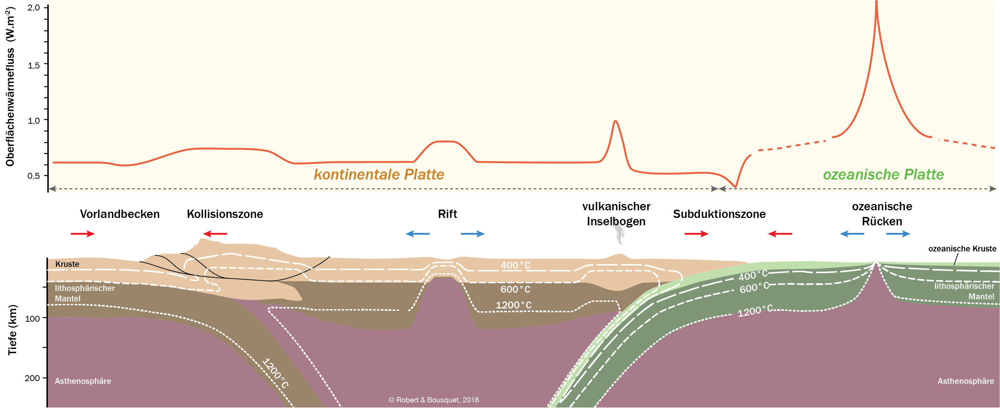 Oberflächenwärmefluss (W.m-2)
2,0
1,5
1,0
0,5
kontinentale Platte
ozeanische Platte
Vorlandbecken
Kollisionszone
Rift
vulkanischer
Inselbogen
Subduktionszone
ozeanische
Rücken
ozeanische Kruste
Kruste
400°C
400°C
lithosphärischer
Mantel
600°C
600°C
lithosphärischer
Mantel
1200°C
1200°C
Tiefe (km)
100
200
1200°C
Asthenosphäre
Asthenosphäre
© Robert & Bousquet, 2018